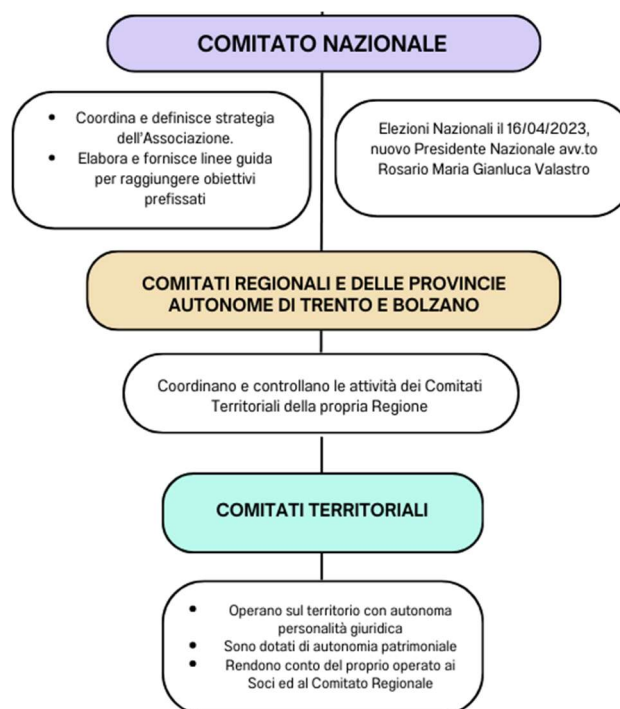 COMITATO NAZIONALE
• Coordina e definisce strategia
dell'Associazione.
• Elabora e fornisce linee guida
per raggiungere obiettivi
prefissati
Elezioni Nazionali il 16/04/2023,
nuovo Presidente Nazionale avv.to
Rosario Maria Gianluca Valastro
COMITATI REGIONALI E DELLE PROVINCIE
AUTONOME DI TRENTO E BOLZANO
Coordinano e controllano le attività dei Comitati
Territoriali della propria Regione
COMITATI TERRITORIALI
• Operano sul territorio con autonoma
personalità giuridica
• Sono dotati di autonomia patrimoniale
• Rendono conto del proprio operato ai
Soci ed al Comitato Regionale